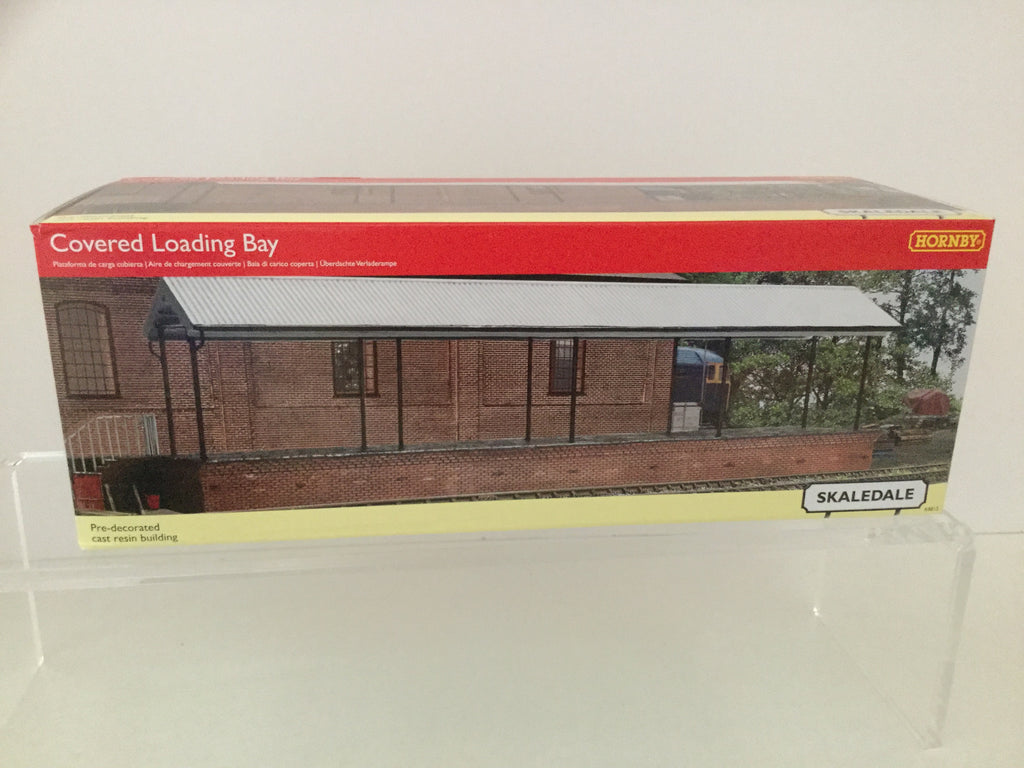 SKALEDALE
Covered Loading Bay
HORNBY
Plataforma de carga cubierta | Aire de chargement couverte | Baia di carico coperta | Überdachte Verladerampe
SKALEDALE
Pre-decorated
cast resin building